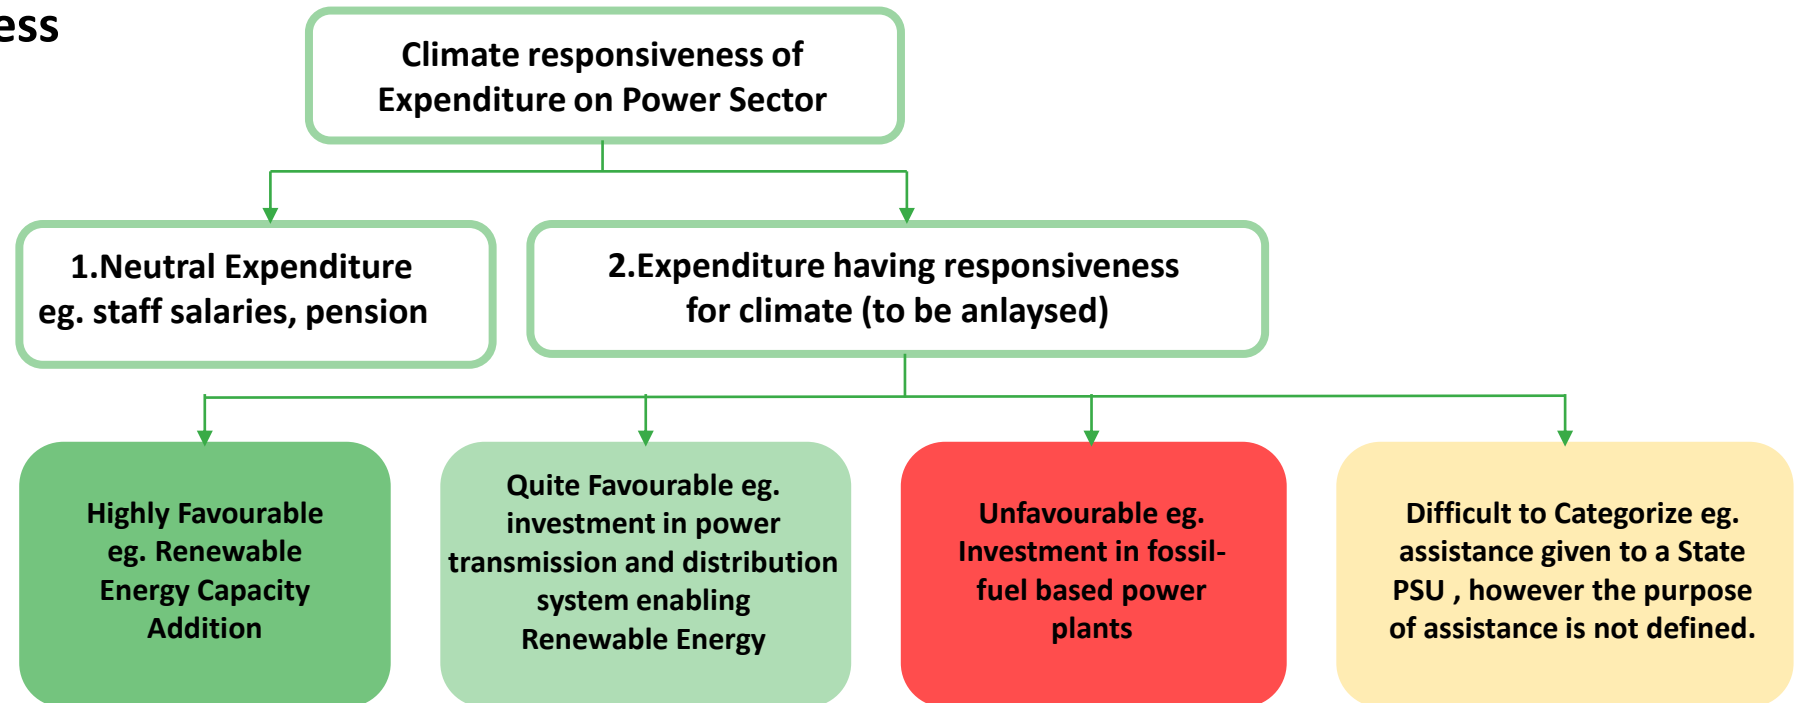 ess
Climate responsiveness of
Expenditure on Power Sector
1.Neutral Expenditure
eg. staff salaries, pension
2.Expenditure having responsiveness
for climate (to be anlaysed)
Highly Favourable
eg. Renewable
Energy Capacity
Addition
Quite Favourable eg.
investment in power
transmission and distribution
system enabling
Renewable Energy
Unfavourable eg.
Investment in fossil-
fuel based power
plants
Difficult to Categorize eg.
assistance given to a State
PSU , however the purpose
of assistance is not defined.